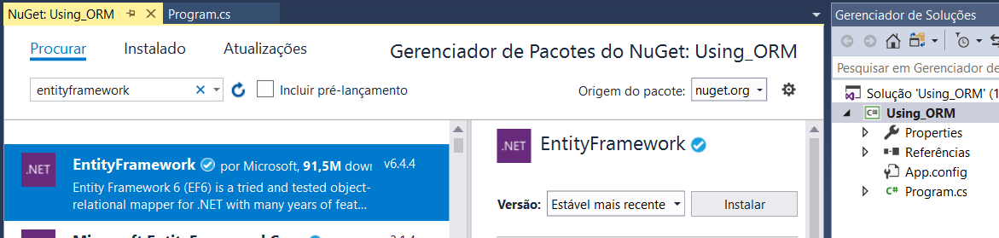 NuGet: Using_ORM
Program.cs
Procurar Instalado Atualizações
Gerenciador de Pacotes do NuGet: Using_ORM
entityframework
Incluir pré-lançamento
Origem do pacote: nuget.org
.NET
EntityFramework por Microsoft, 91,5M down
v6.4.4
Entity Framework 6 (EF6) is a tried and tested object-
relational mapper for .NET with many years of feat...
.NET
EntityFramework
Versão: Estável mais recente
Instalar
Gerenciador de Soluções
Pesquisar em Gerenciador de
Solução 'Using_ORM' (1
C# Using_ORM
Properties
Referências
App.config
C# Program.cs